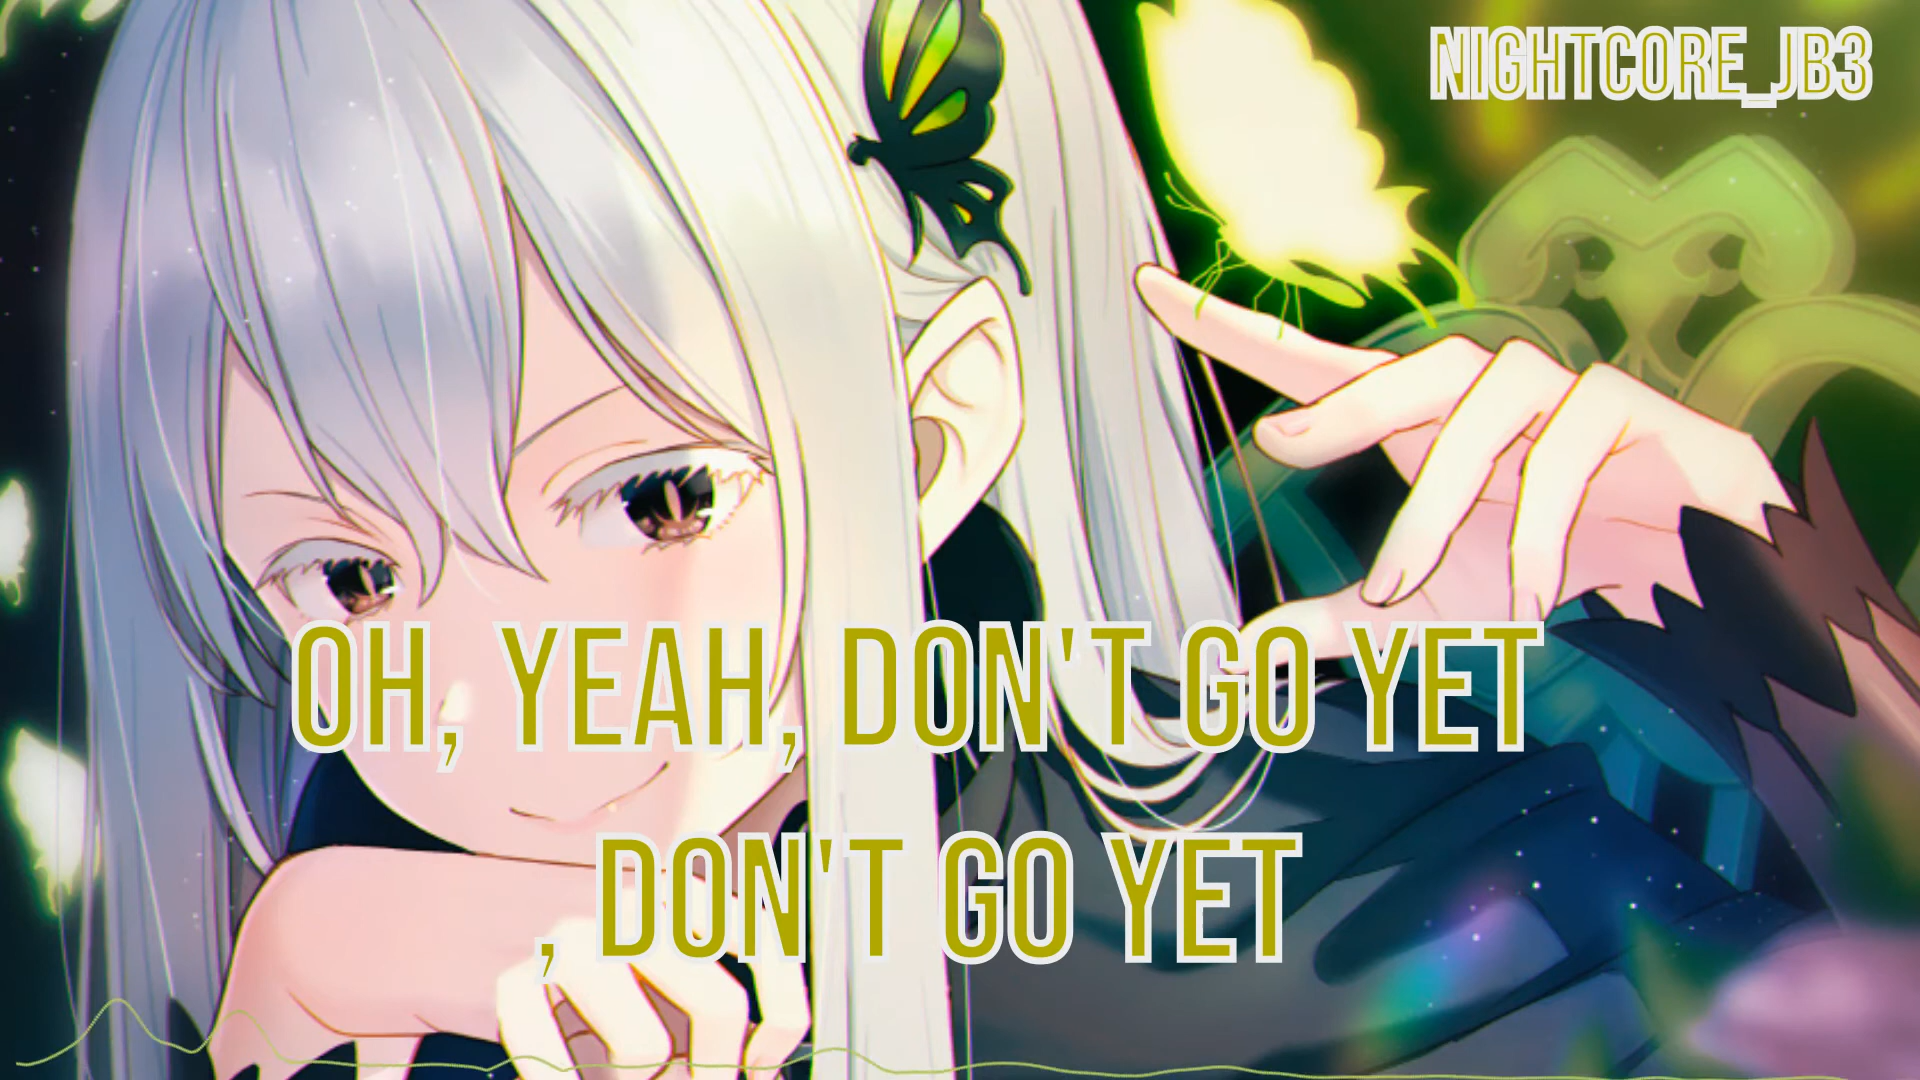 NIGHTCORE_JB3
OH, YEAH, DON'T GO YET
, DON'T GO YET